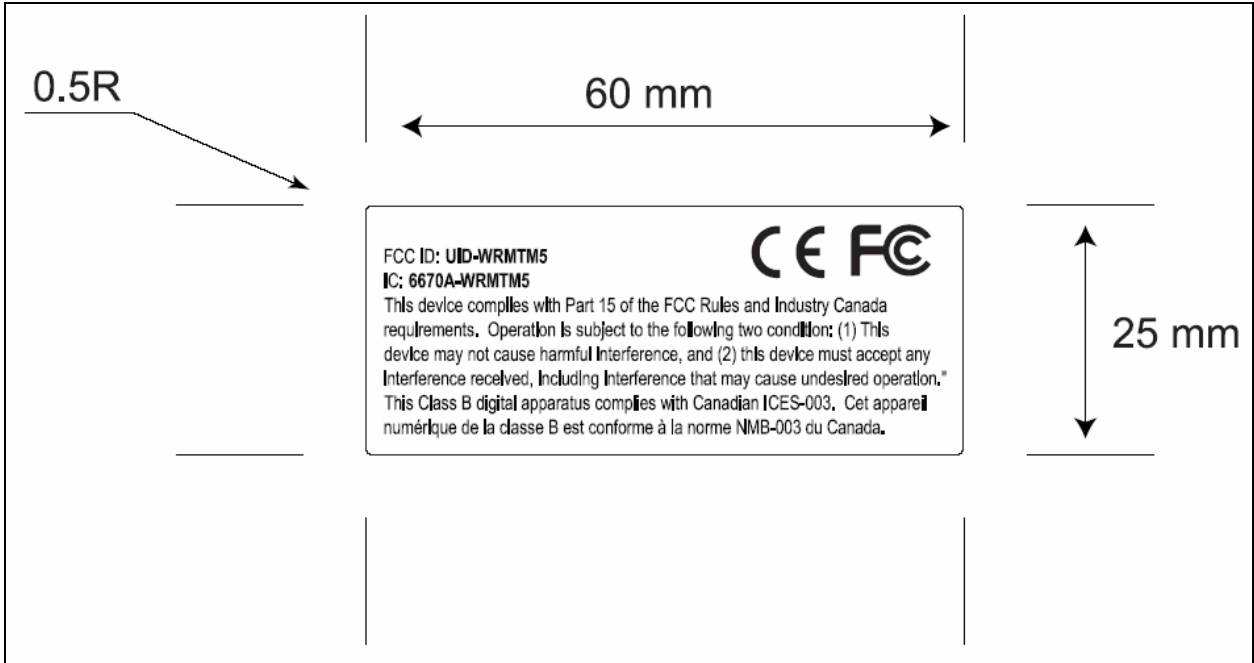 0.5R
60 mm
CE FC
FCC ID: UID-WRMTM5
IC: 6670A-WRMTM5
This device complies with Part 15 of the FCC Rules and Industry Canada
requirements. Operation is subject to the following two condition: (1) This
device may not cause harmful interference, and (2) this device must accept any
interference received, including interference that may cause undesired operation."
This Class B digital apparatus complies with Canadian ICES-003. Cet appareil
numérique de la classe B est conforme à la norme NMB-003 du Canada.
25 mm